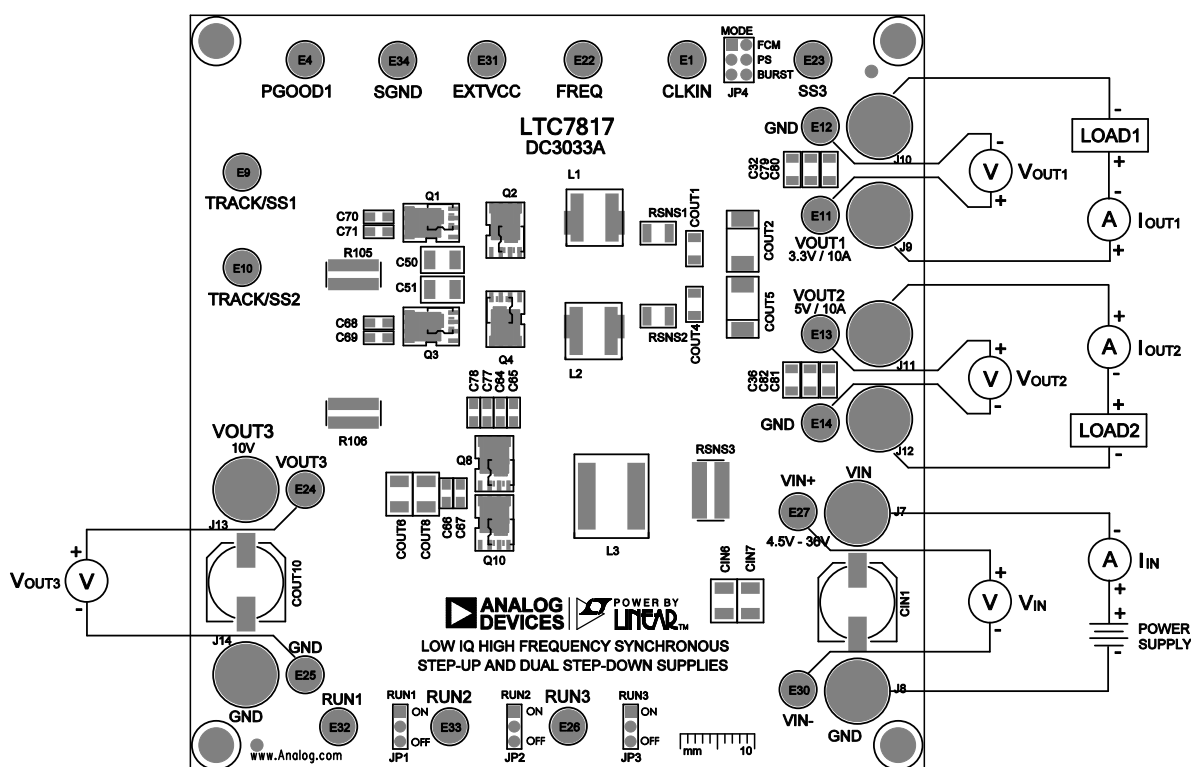 MODE
FCM
PS
BURST
JP4
E4
PGOOD1
E34
SGND
E31
EXTVCC
E22
FREQ
E1
CLKIN
E23
SS3
LTC7817
DC3033A
GND
E12
J10
C32
C79
C80
E11
VOUT1
3.3V / 10A
J9
-
V
+
VOUT1
-
LOAD1
+
-
A
+
IOUT1
E9
TRACK/SS1
E10
TRACK/SS2
C70
C71
Q1
Q2
L1
RSNS1
COUT1
COUT2
R105
C50
C51
C68
C69
Q3
Q4
L2
RSNS2
COUT4
COUT5
VOUT2
5V / 10A
E13
J11
C36
C82
C81
GND
E14
J12
+
V
-
VOUT2
+
A
-
IOUT2
+
LOAD2
-
C78
C77
C84
C85
R106
VOUT3
10V
VOUT3
E24
J13
Q8
Q10
COUT6
COUT8
C66
C67
L3
RSNS3
CIN6
CIN7
VIN+
VIN
E27
J7
4.5V - 36V
CIN1
+
V
-
VIN
-
A
+
IIN
+
POWER
SUPPLY
-
+
VOUT3
V
-
COUT10
J14
GND
E25
GND
E30
VIN-
J8
GND
ANALOG
DEVICES
POWER BY
LINEAR™
LOW IQ HIGH FREQUENCY SYNCHRONOUS
STEP-UP AND DUAL STEP-DOWN SUPPLIES
RUN1
E32
RUN1
ON
OFF
JP1
RUN2
E33
RUN2
ON
OFF
JP2
RUN3
E26
RUN3
ON
OFF
JP3
mm
10
www.Analog.com